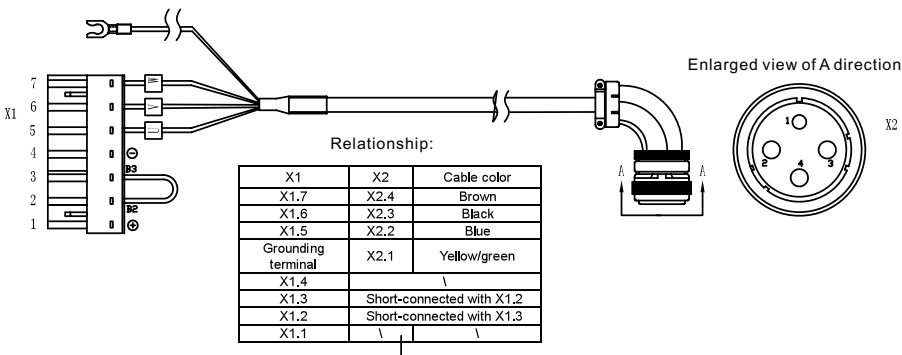 Enlarged view of A direction
X1
7
6
5
4
3
2
1
W
V
U
⊖
B3
B2
⊕
A A
X2
1
2
3
4
Relationship:
X1 X2 Cable color
X1.7 X2.4 Brown
X1.6 X2.3 Black
X1.5 X2.2 Blue
Grounding
terminal X2.1 Yellow/green
X1.4 \
X1.3 Short-connected with X1.2
X1.2 Short-connected with X1.3
X1.1 \ \